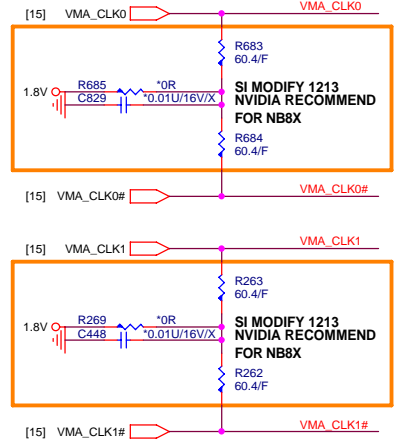 [15] VMA_CLK0 VMA_CLK0
R683
60.4/F
1.8V R685 *0R SI MODIFY 1213
C829 *0.01U/16V/X NVIDIA RECOMMEND
FOR NB8X
R684
60.4/F
[15] VMA_CLK0# VMA_CLK0#
[15] VMA_CLK1 VMA_CLK1
R263
60.4/F
1.8V R269 *0R SI MODIFY 1213
C448 *0.01U/16V/X NVIDIA RECOMMEND
FOR NB8X
R262
60.4/F
[15] VMA_CLK1# VMA_CLK1#